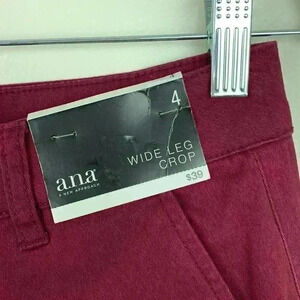 4
WIDE LEG
CROP
a.n.a
A NEW APPROACH
$39